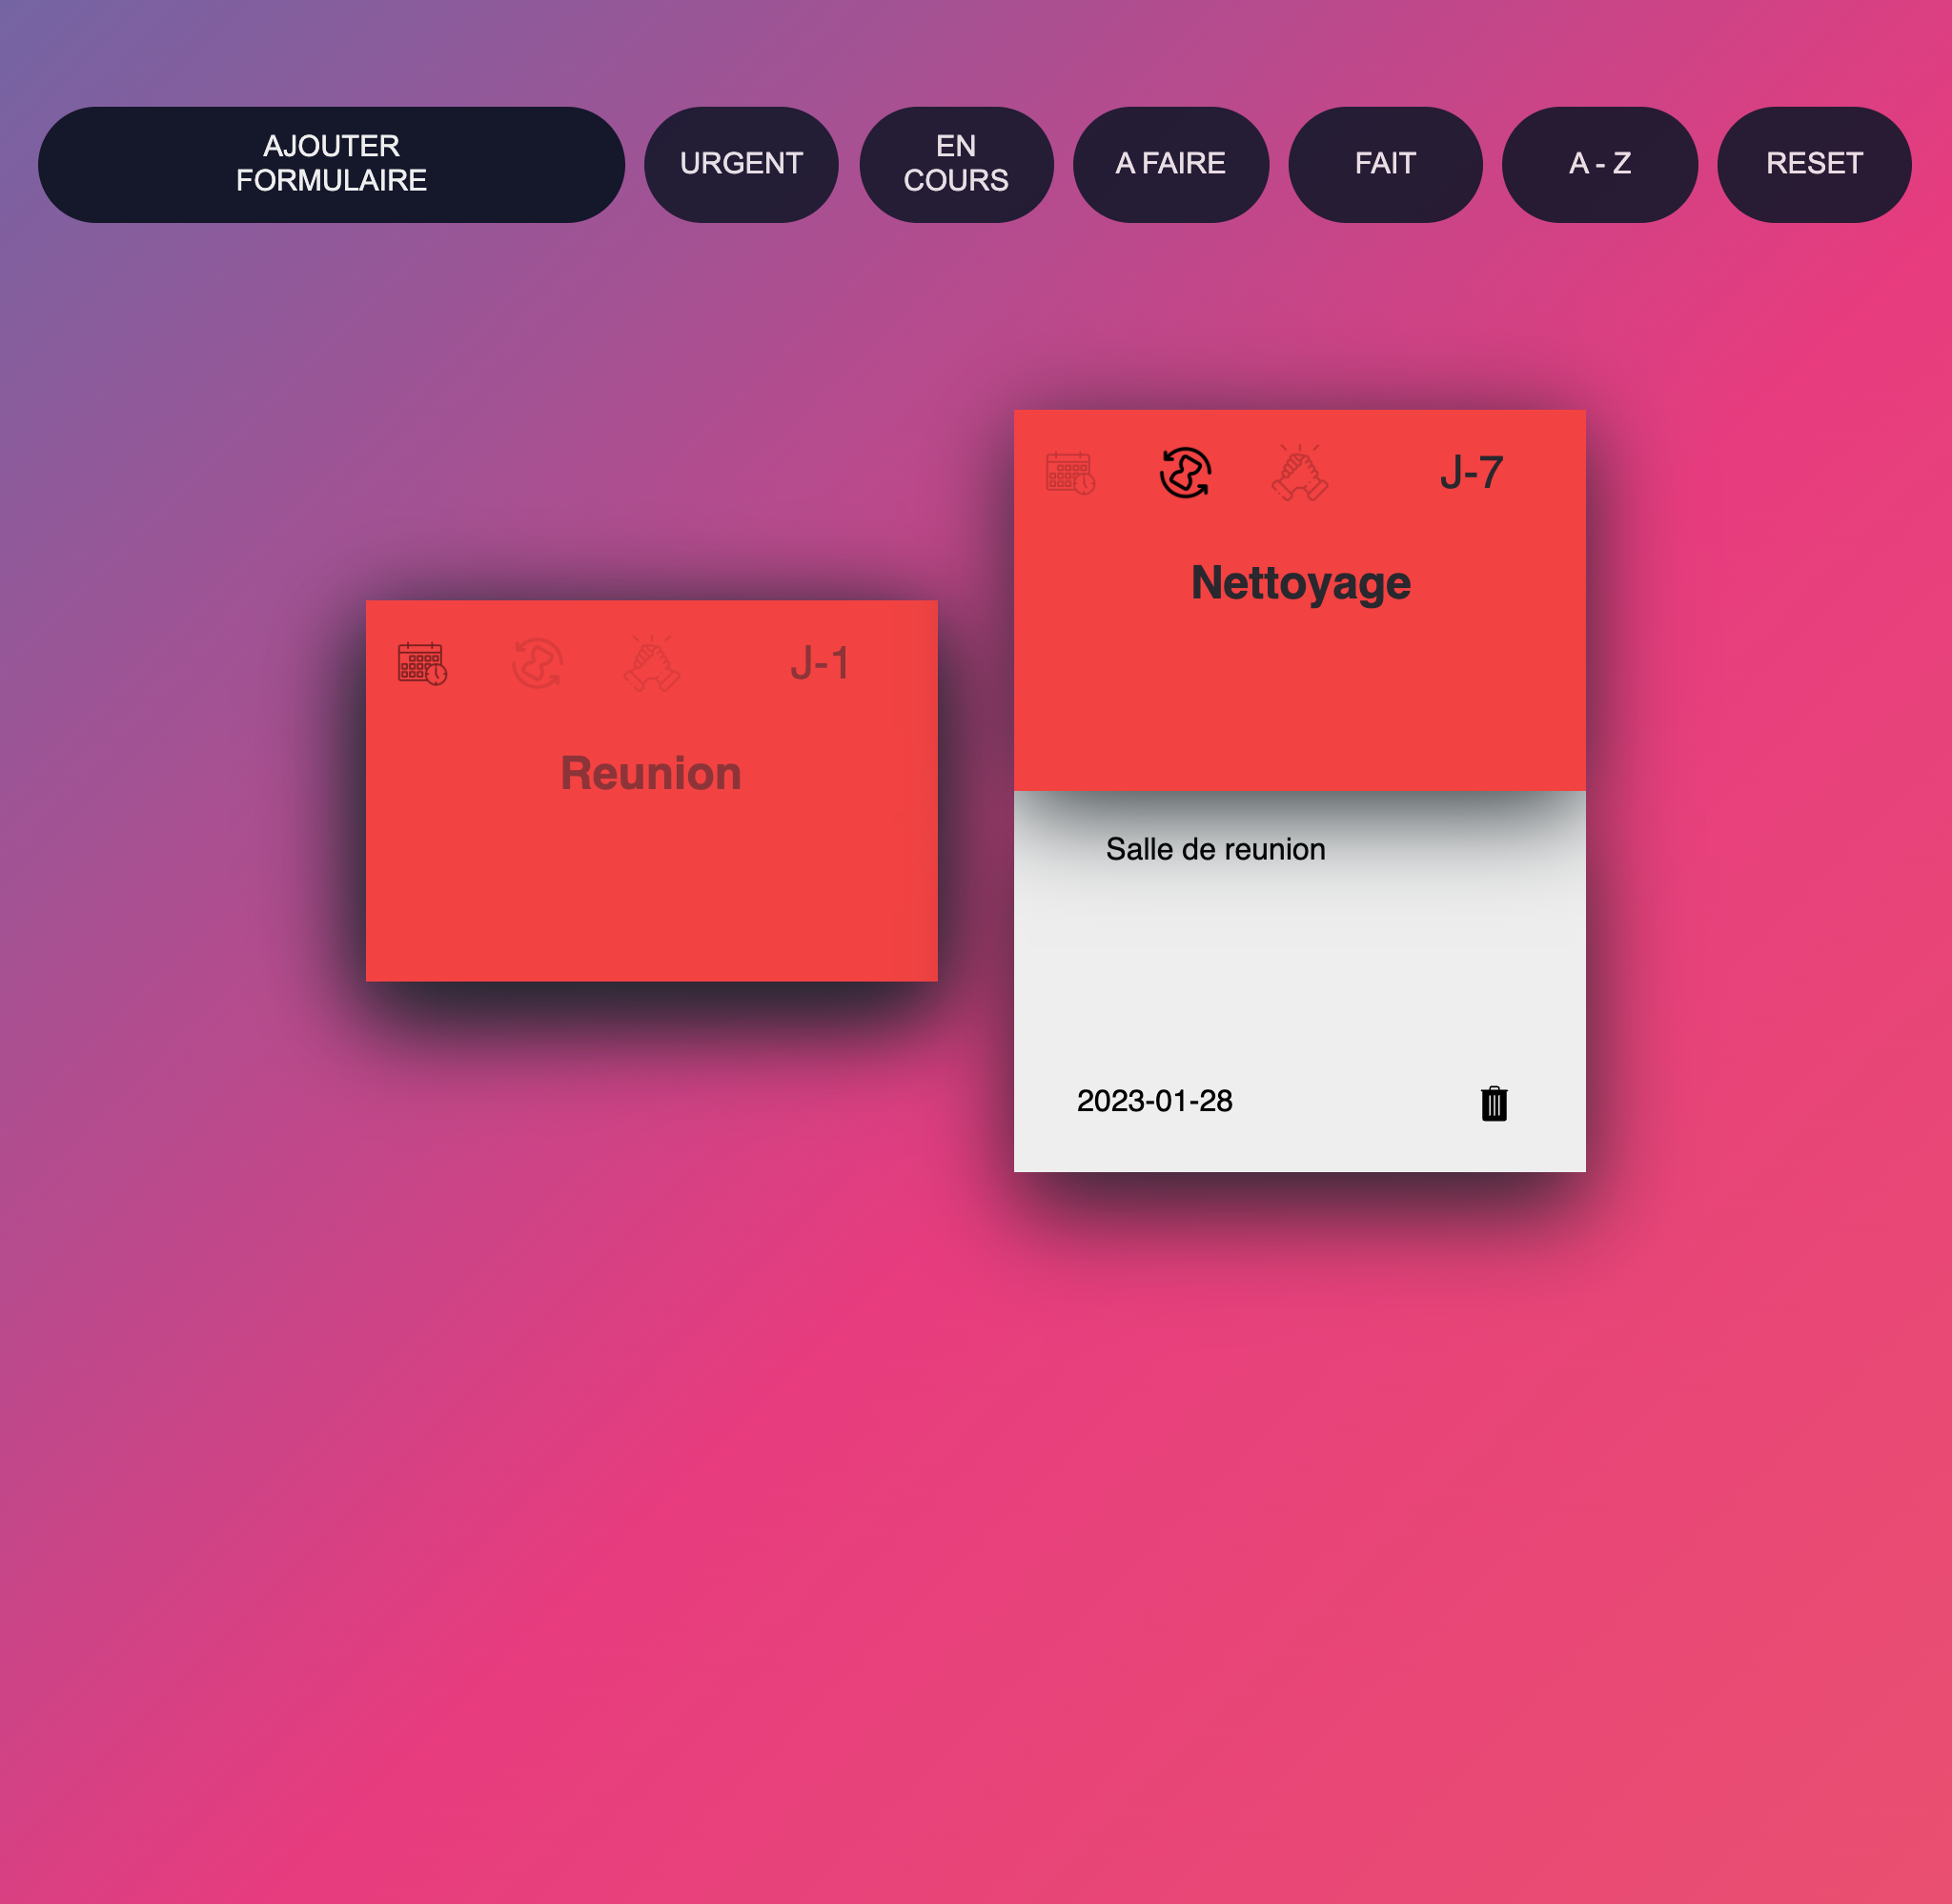 AJOUTER
FORMULAIRE
URGENT
EN
COURS
A FAIRE
FAIT
A - Z
RESET
J-1
Reunion
J-7
Nettoyage
Salle de reunion
2023-01-28